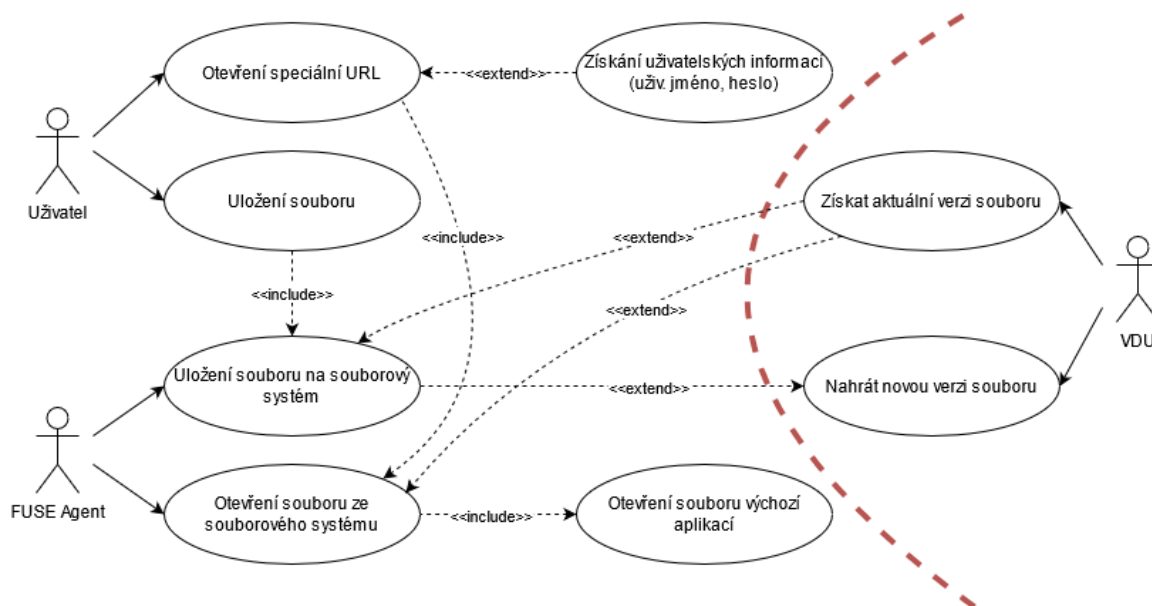 Otevření speciální URL
<<extend>>
Získání uživatelských informací
(uživ. jméno, heslo)
Uživatel
Uložení souboru
Získat aktuální verzi souboru
<<include>>
<<extend>>
<<include>>
<<extend>>
VDU
Uložení souboru na souborový
systém
<<extend>>
Nahrát novou verzi souboru
FUSE Agent
Otevření souboru ze
souborového systému
<<include>>
Otevření souboru výchozí
aplikací